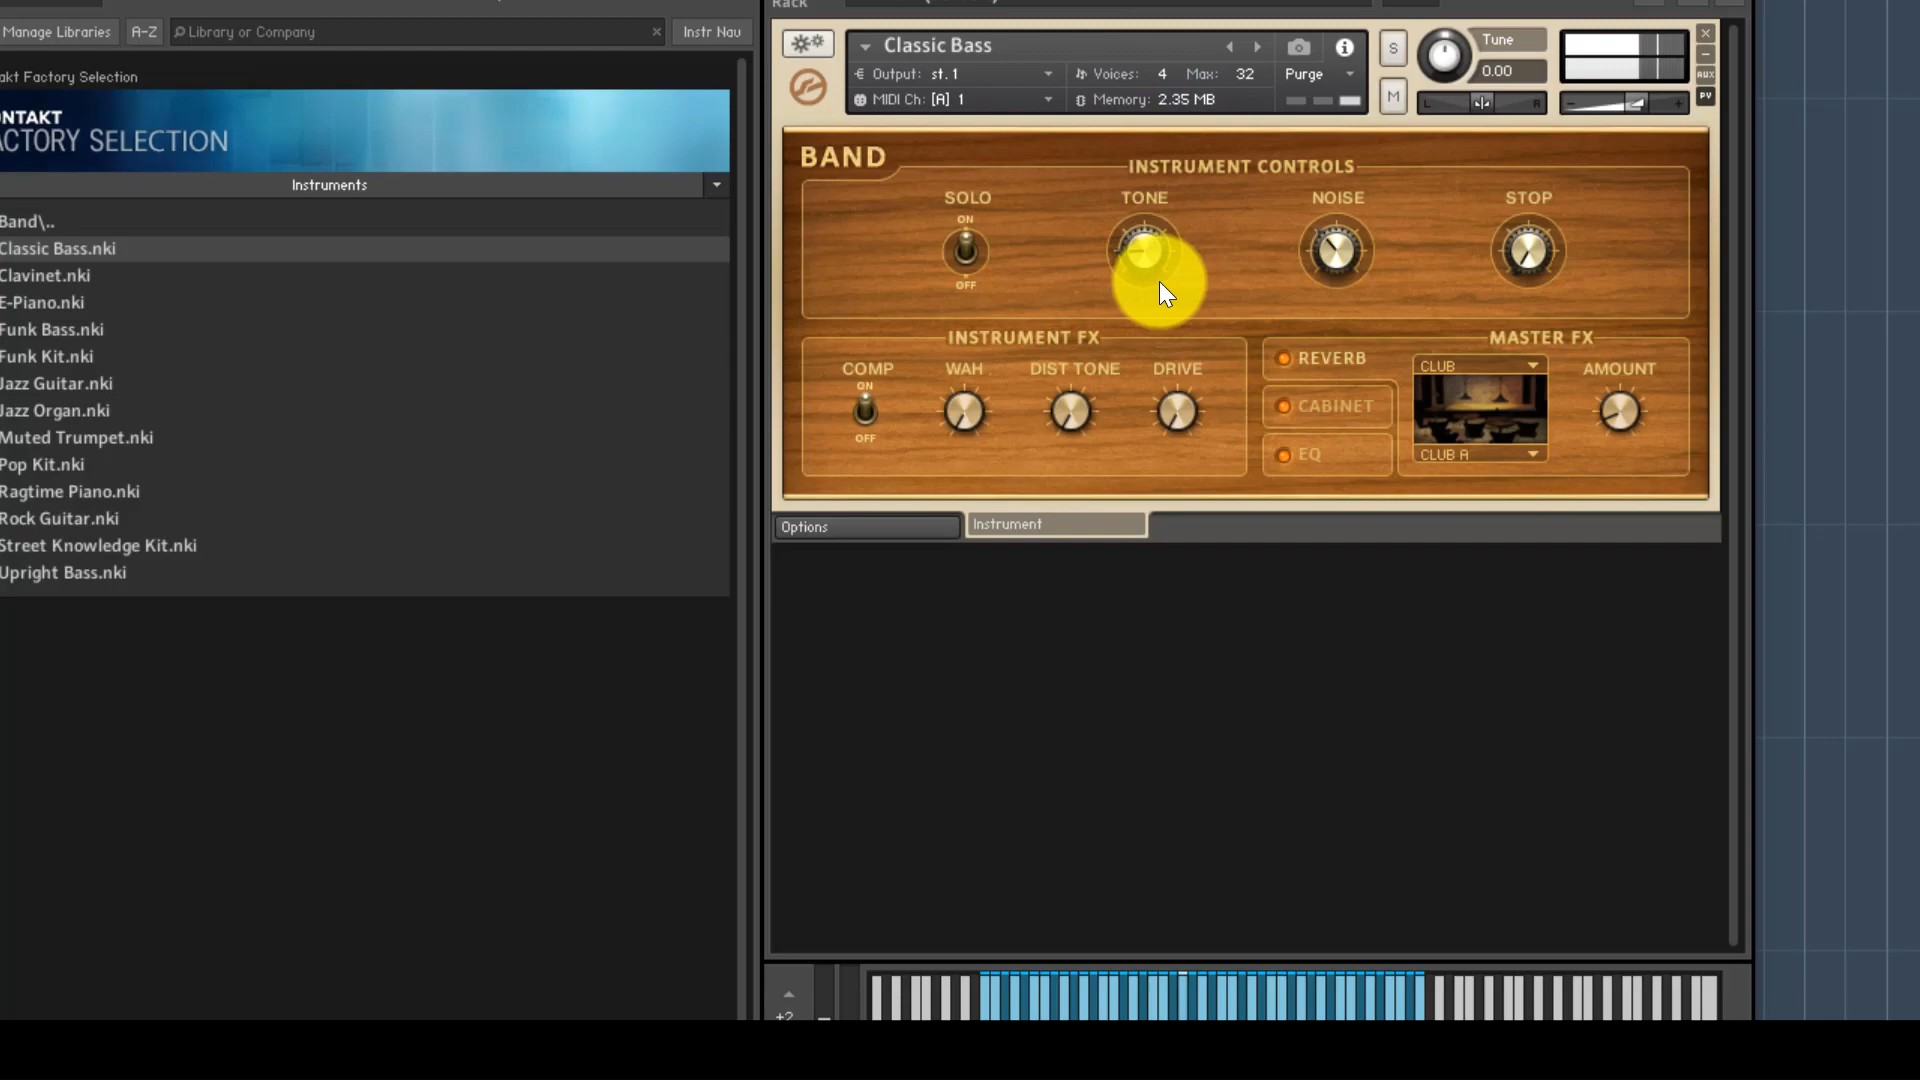 Rack
Manage Libraries
A-Z
Library or Company
×
Instr Nav
akt Factory Selection
ONTAKT
ACTORY SELECTION
Instruments
Band\..
Classic Bass.nki
Clavinet.nki
E-Piano.nki
Funk Bass.nki
Funk Kit.nki
Jazz Guitar.nki
Jazz Organ.nki
Muted Trumpet.nki
Pop Kit.nki
Ragtime Piano.nki
Rock Guitar.nki
Street Knowledge Kit.nki
Upright Bass.nki
Classic Bass
Output: st.1
Voices: 4 Max: 32
Purge
MIDI Ch: [A] 1
Memory: 2.35 MB
S
M
Tune
0.00
L R
- +
AUX
PV
BAND
INSTRUMENT CONTROLS
SOLO
ON
OFF
TONE
NOISE
STOP
INSTRUMENT FX
COMP
ON
OFF
WAH
DIST TONE
DRIVE
REVERB
CABINET
EQ
MASTER FX
CLUB
CLUB A
AMOUNT
Options
Instrument
+2